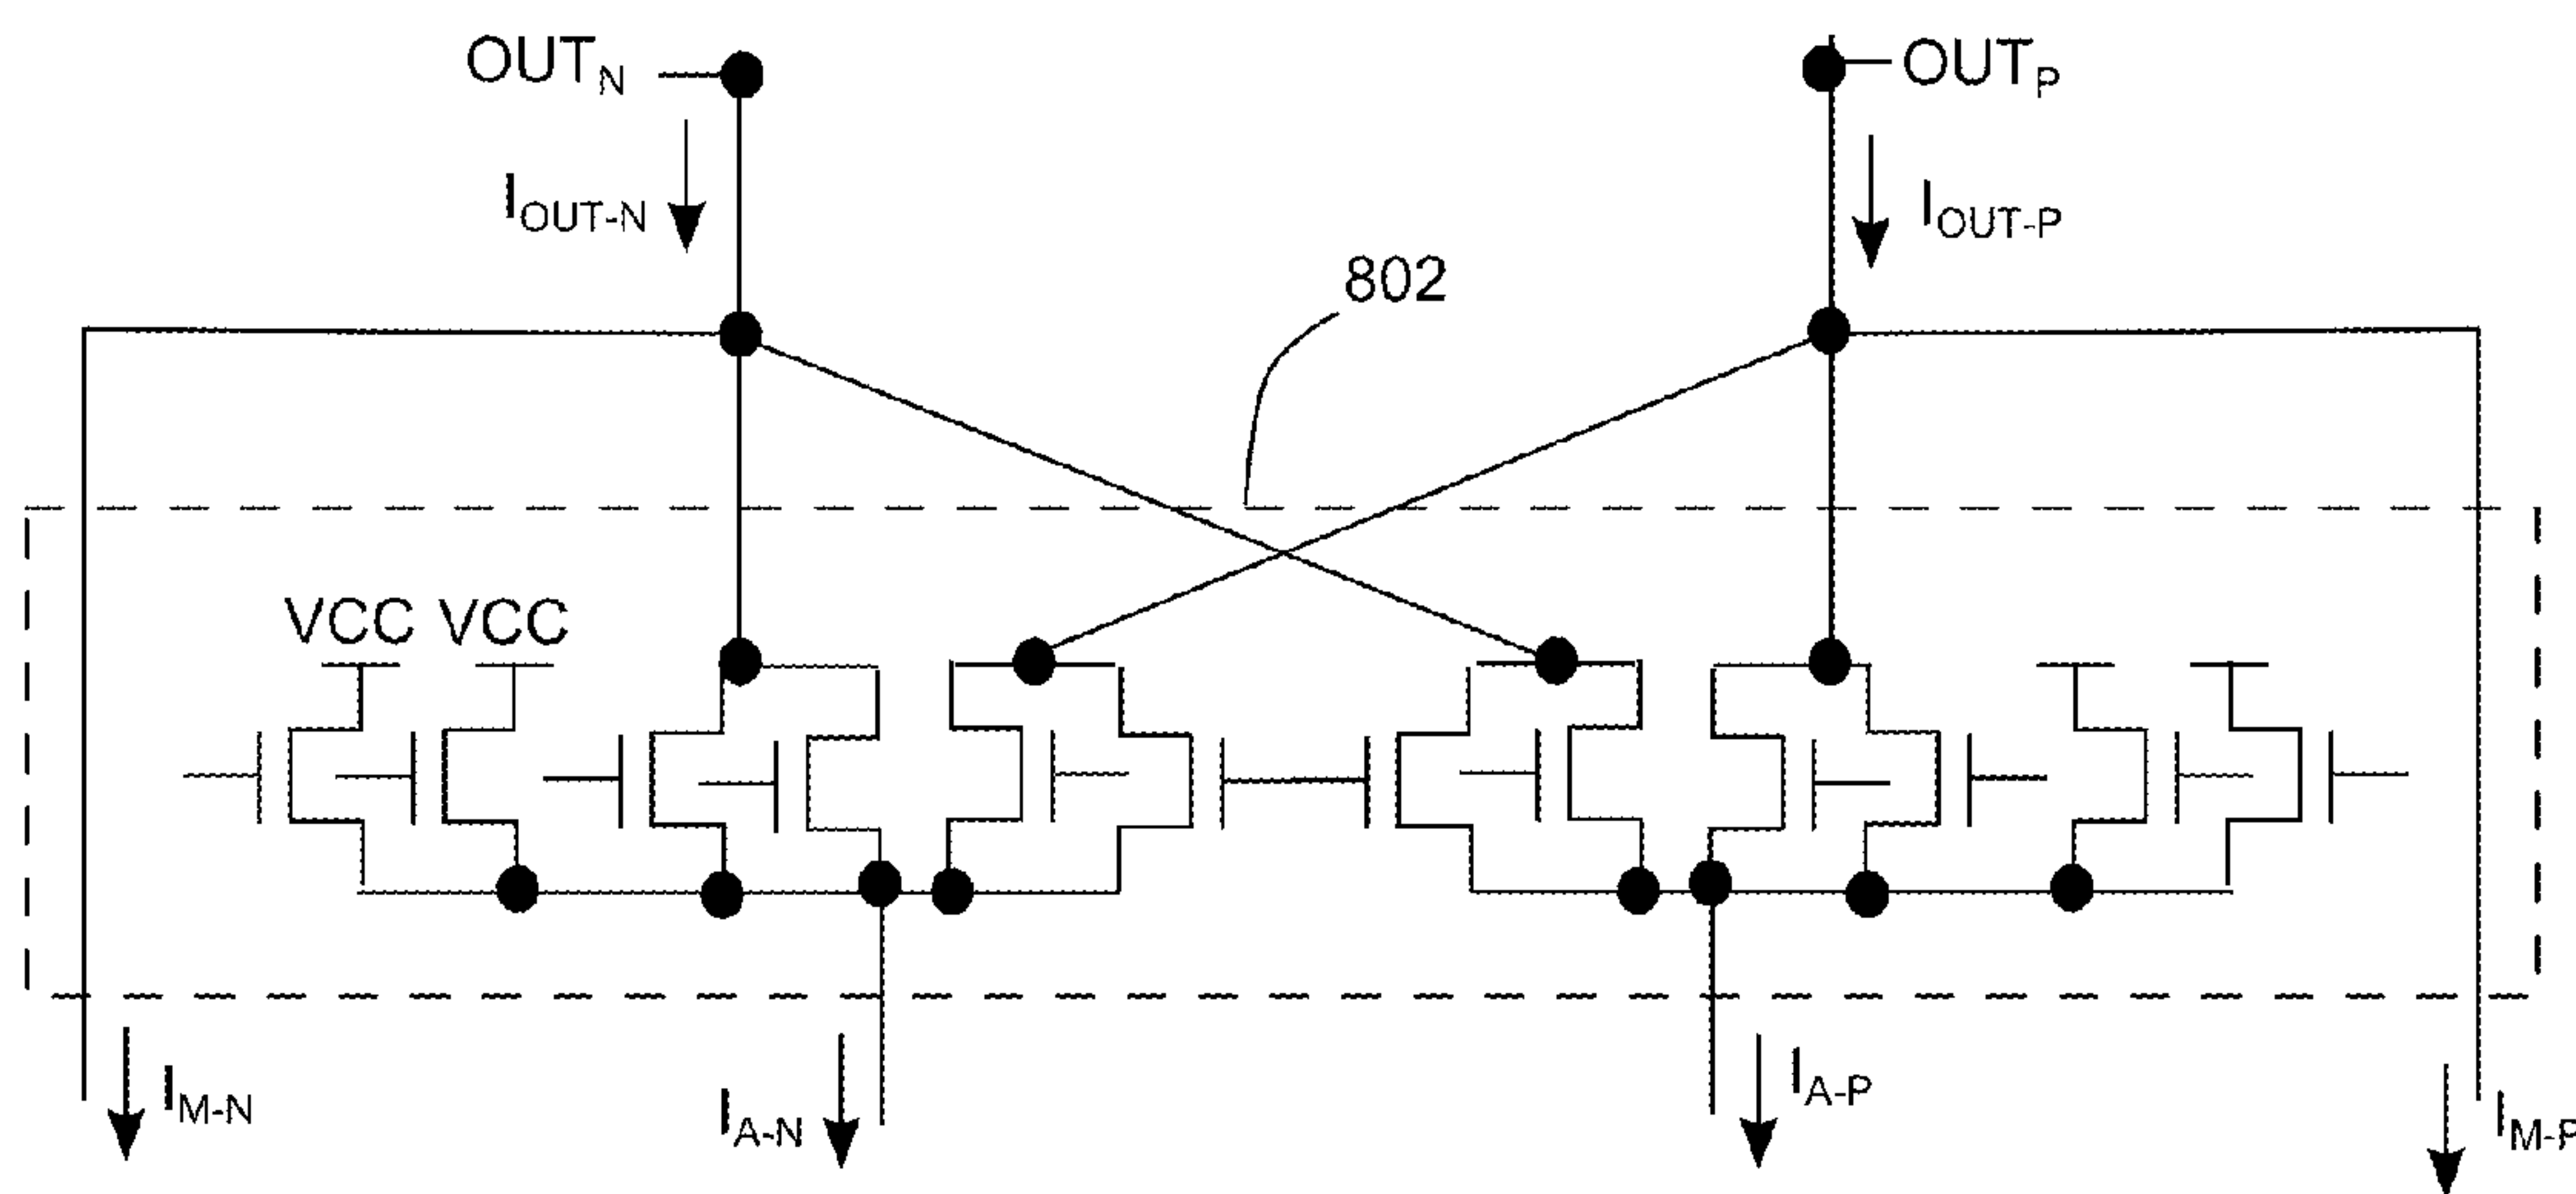 OUT_N
OUT_P
I_OUT-N
I_OUT-P
802
VCC VCC
I_M-N
I_A-N
I_A-P
I_M-P